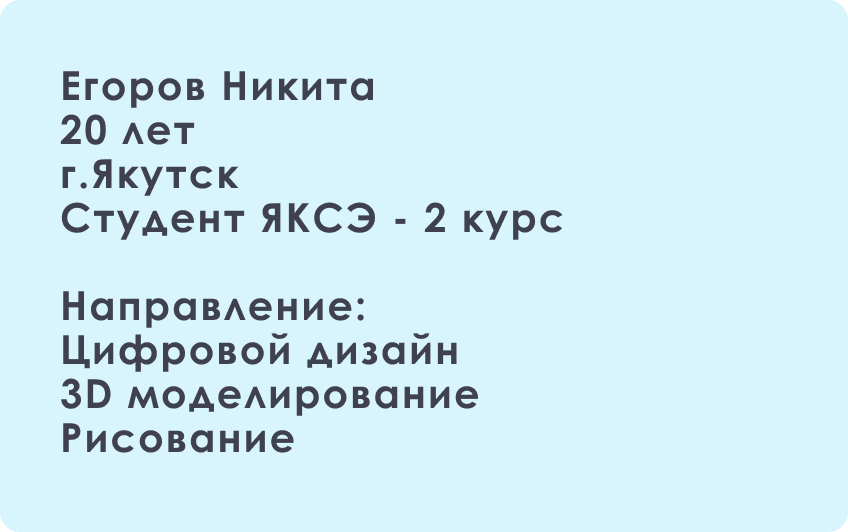 Егоров Никита
20 лет
г.Якутск
Студент ЯКСЭ - 2 курс
Направление:
Цифровой дизайн
3D моделирование
Рисование